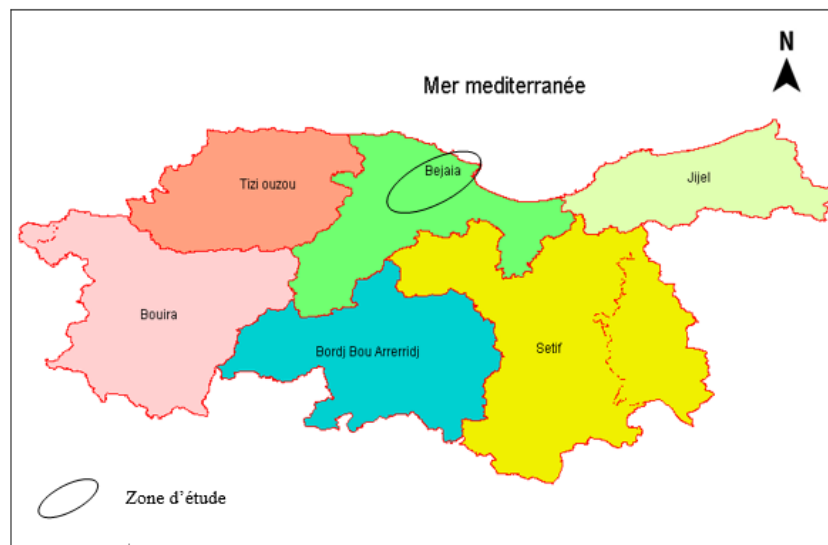 N
Mer mediterranée
Bejaia
Tizi ouzou
Jijel
Bouira
Bordj Bou Arrerridj
Setif
Zone d'étude